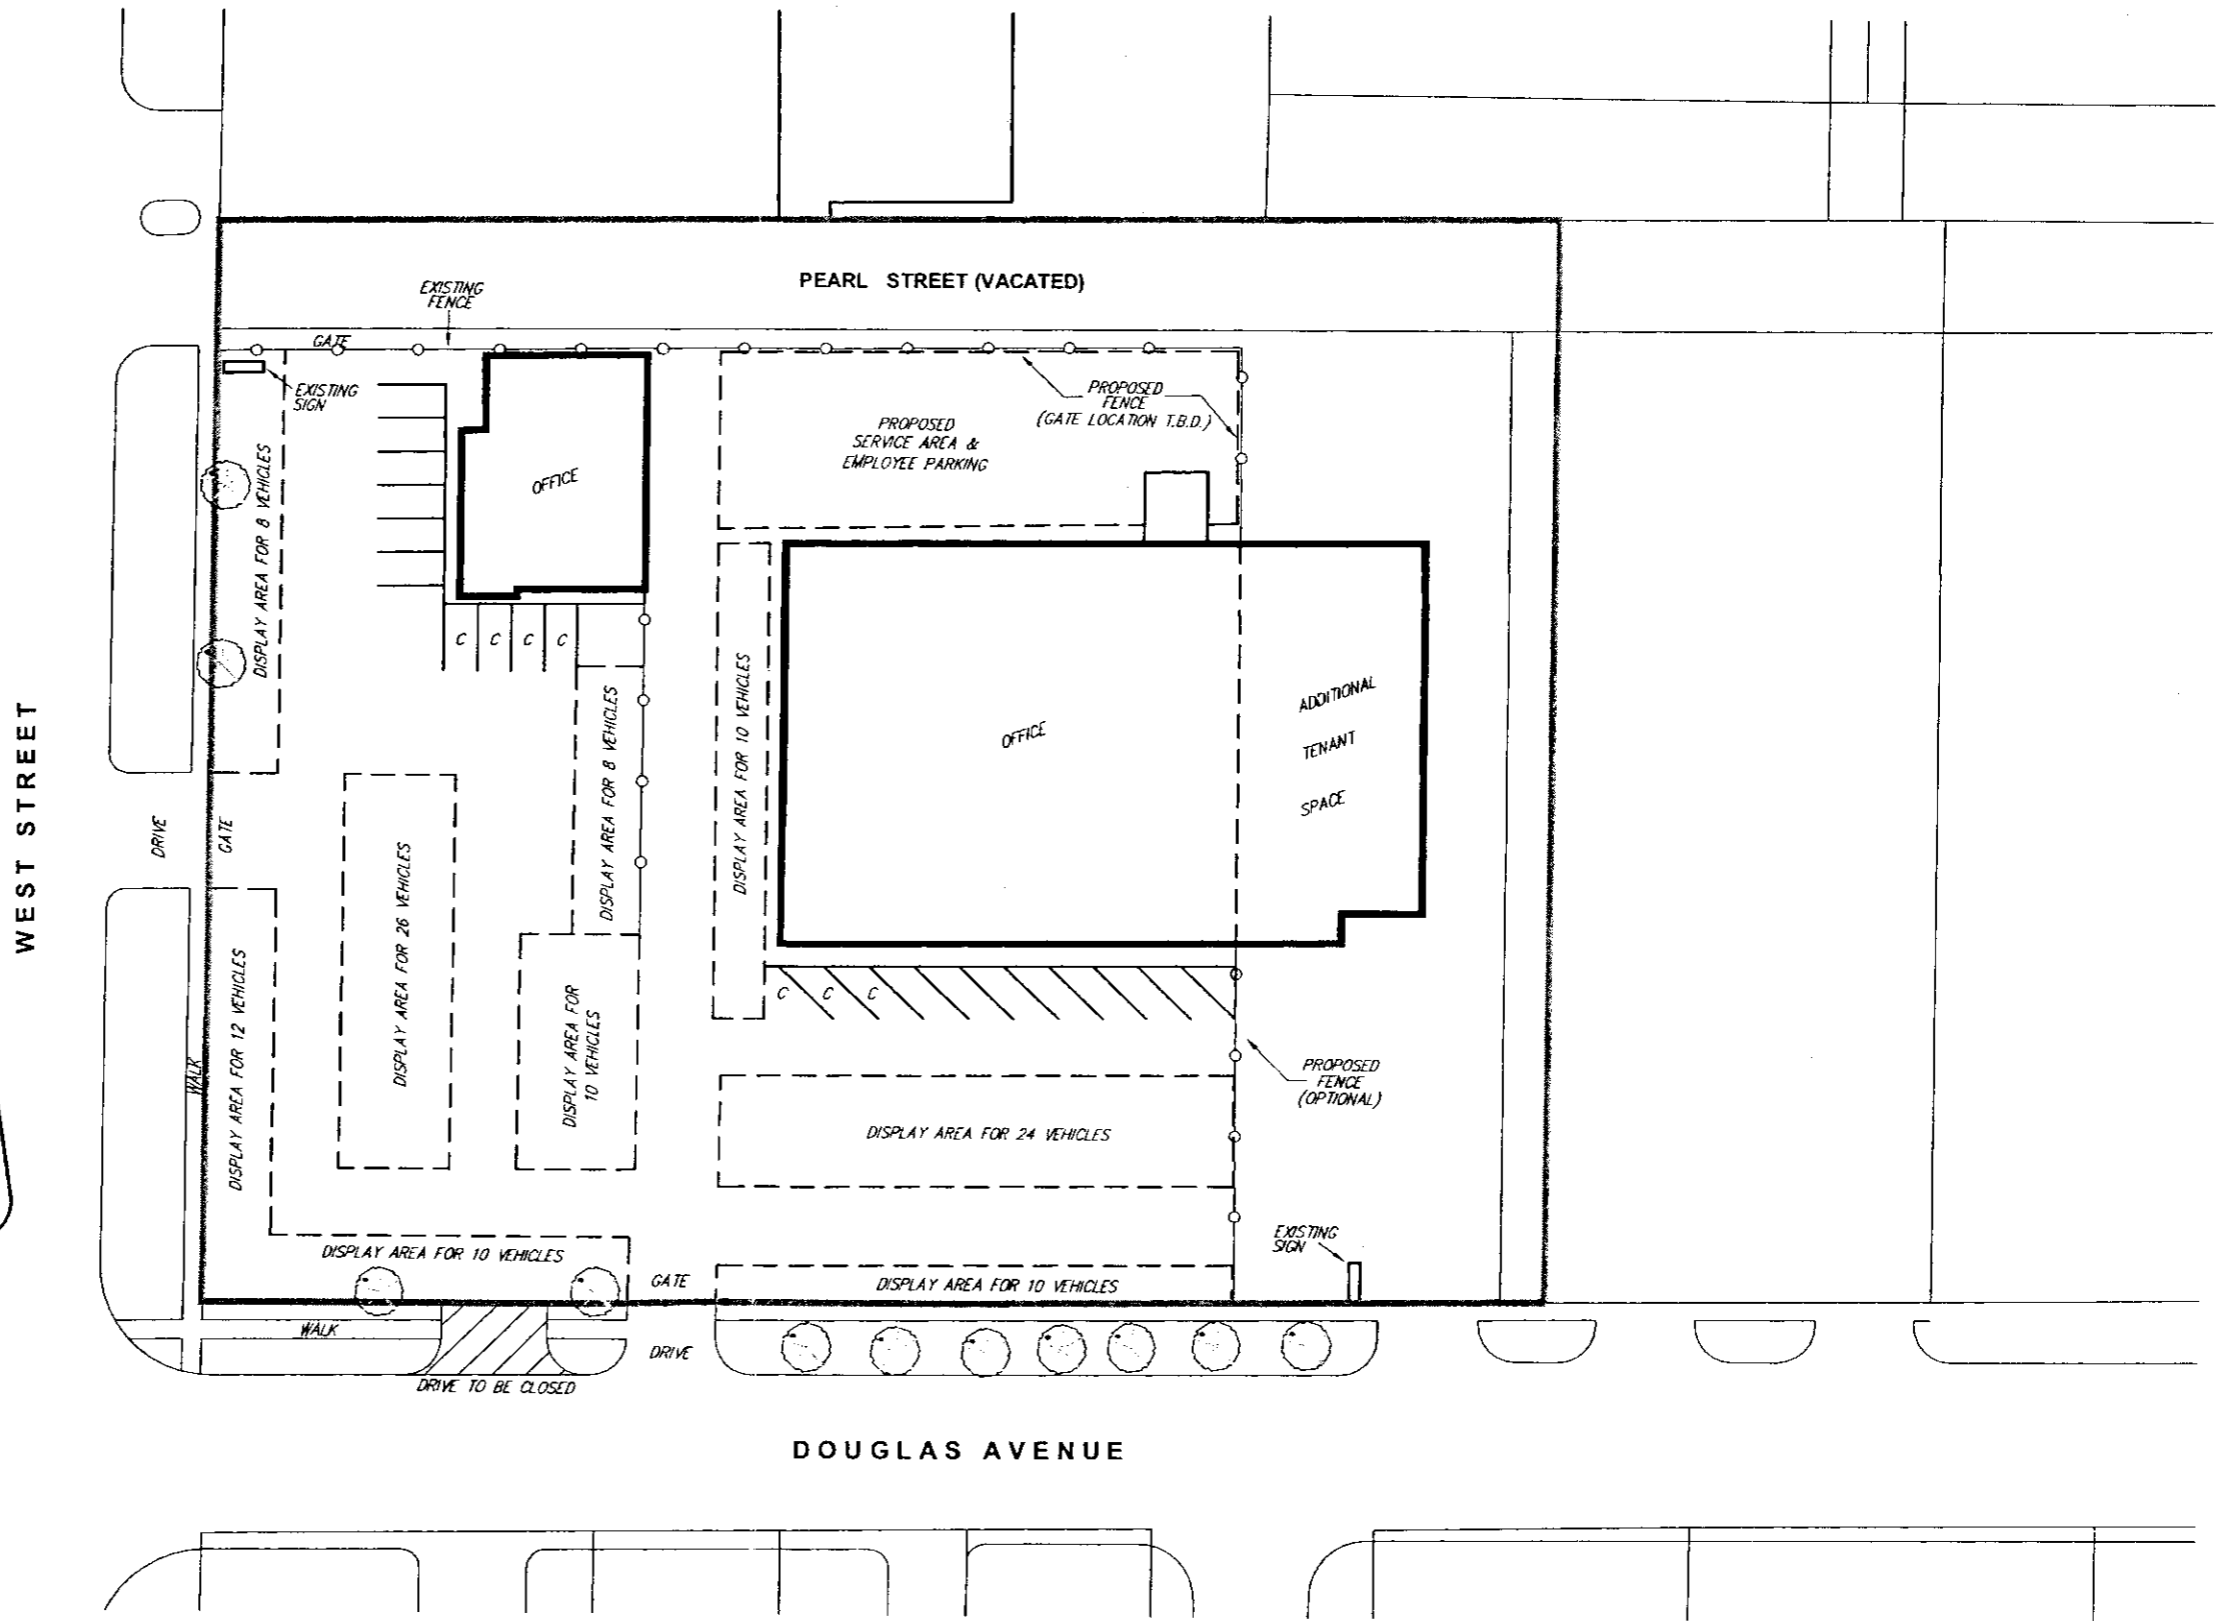 PEARL STREET (VACATED)
EXISTING
FENCE
GATE
EXISTING
SIGN
PROPOSED
FENCE
(GATE LOCATION T.B.D.)
PROPOSED
SERVICE AREA &
EMPLOYEE PARKING
OFFICE
DISPLAY AREA FOR 8 VEHICLES
C C C C
DISPLAY AREA FOR 8 VEHICLES
DISPLAY AREA FOR 10 VEHICLES
OFFICE
ADDITIONAL
TENANT
SPACE
WEST STREET
DRIVE
GATE
DISPLAY AREA FOR 26 VEHICLES
DISPLAY AREA FOR 12 VEHICLES
WALK
DISPLAY AREA FOR
10 VEHICLES
C C C
PROPOSED
FENCE
(OPTIONAL)
DISPLAY AREA FOR 24 VEHICLES
EXISTING
SIGN
DISPLAY AREA FOR 10 VEHICLES
GATE
DISPLAY AREA FOR 10 VEHICLES
WALK
DRIVE
DRIVE TO BE CLOSED
DOUGLAS AVENUE